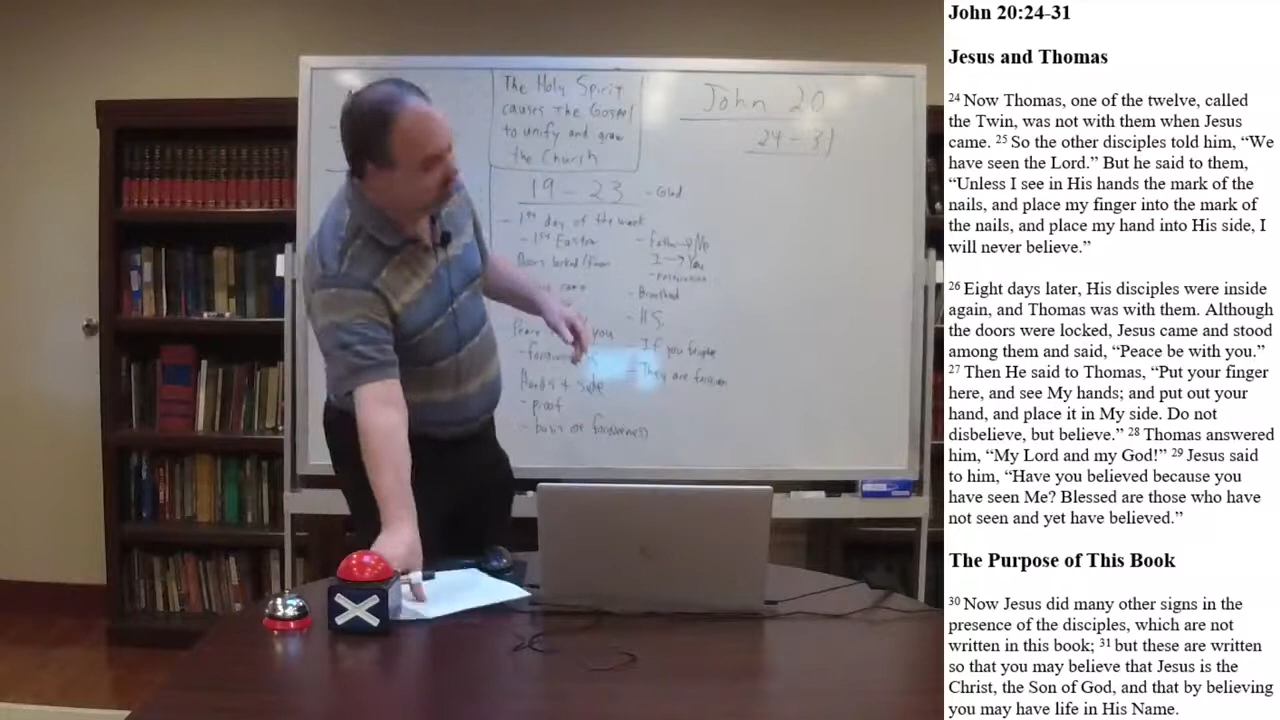 The Holy Spirit
causes The Gospel
to unify and grow
the Church
19 - 23
- Glad
- 1st day of the week
- 1st Easter
Doors locked/
came
Peace you
Hands + side
- proof
- basis of forgiveness
I → You
- Breathed
- H.S.
If you forgive
- They are forgiven
John 20
24 - 31
John 20:24-31
Jesus and Thomas
24 Now Thomas, one of the twelve, called
the Twin, was not with them when Jesus
came. 25 So the other disciples told him, “We
have seen the Lord.” But he said to them,
“Unless I see in His hands the mark of the
nails, and place my finger into the mark of
the nails, and place my hand into His side, I
will never believe.”
26 Eight days later, His disciples were inside
again, and Thomas was with them. Although
the doors were locked, Jesus came and stood
among them and said, “Peace be with you.”
27 Then He said to Thomas, “Put your finger
here, and see My hands; and put out your
hand, and place it in My side. Do not
disbelieve, but believe.” 28 Thomas answered
him, “My Lord and my God!” 29 Jesus said
to him, “Have you believed because you
have seen Me? Blessed are those who have
not seen and yet have believed.”
The Purpose of This Book
30 Now Jesus did many other signs in the
presence of the disciples, which are not
written in this book; 31 but these are written
so that you may believe that Jesus is the
Christ, the Son of God, and that by believing
you may have life in His Name.